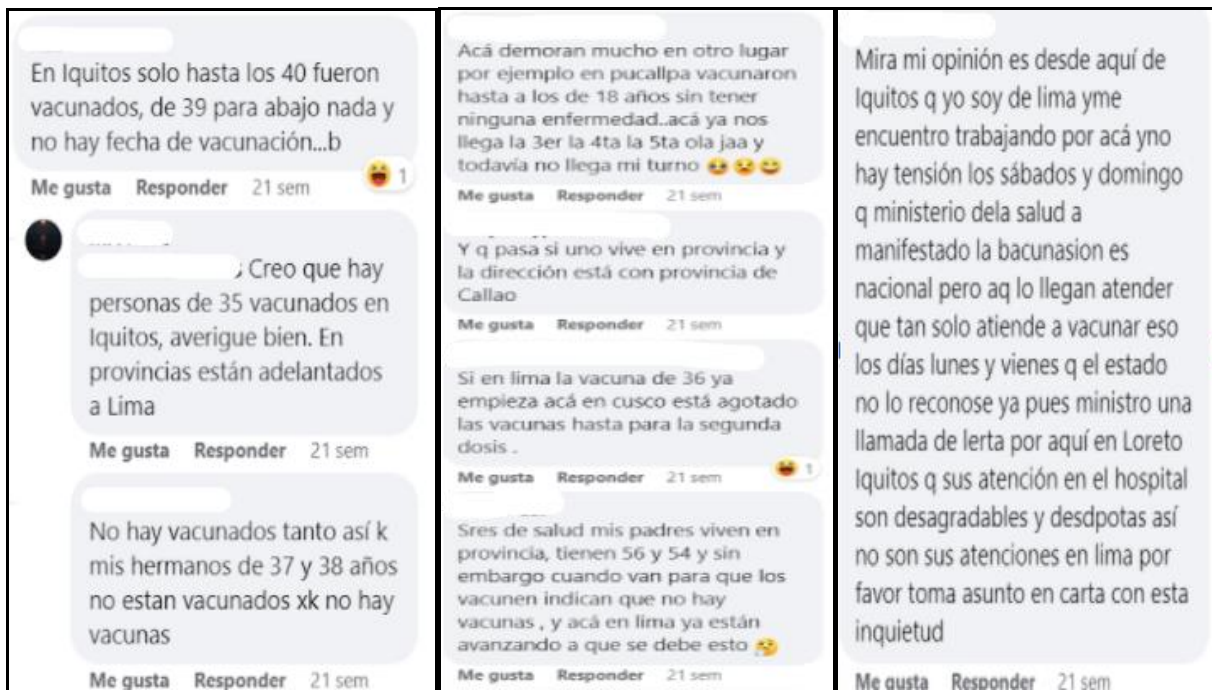 En Iquitos solo hasta los 40 fueron
vacunados, de 39 para abajo nada y
no hay fecha de vacunación...b
Me gusta Responder 21 sem
1
Creo que hay
personas de 35 vacunados en
Iquitos, averigue bien. En
provincias están adelantados
a Lima
Me gusta Responder 21 sem
No hay vacunados tanto así k
mis hermanos de 37 y 38 años
no estan vacunados xk no hay
vacunas
Me gusta Responder 21 sem
Acá demoran mucho en otro lugar
por ejemplo en pucallpa vacunaron
hasta a los de 18 años sin tener
ninguna enfermedad..acá ya nos
llega la 3er la 4ta la 5ta ola jaa y
todavía no llega mi turno 🥹😢😄
Me gusta Responder 21 sem
Y q pasa si uno vive en provincia y
la dirección está con provincia de
Callao
Me gusta Responder 21 sem
Si en lima la vacuna de 36 ya
empieza acá en cusco está agotado
las vacunas hasta para la segunda
dosis .
1
Me gusta Responder 21 sem
Sres de salud mis padres viven en
provincia, tienen 56 y 54 y sin
embargo cuando van para que los
vacunen indican que no hay
vacunas , y acá en lima ya están
avanzando a que se debe esto 🤔
Me gusta Responder 21 sem
Mira mi opinión es desde aquí de
Iquitos q yo soy de lima yme
encuentro trabajando por acá yno
hay tensión los sábados y domingo
q ministerio dela salud a
manifestado la bacunasion es
nacional pero aq lo llegan atender
que tan solo atiende a vacunar eso
los días lunes y vienes q el estado
no lo reconose ya pues ministro una
llamada de lerta por aquí en Loreto
Iquitos q sus atención en el hospital
son desagradables y desdpotas así
no son sus atenciones en lima por
favor toma asunto en carta con esta
inquietud
Me gusta Responder 21 sem